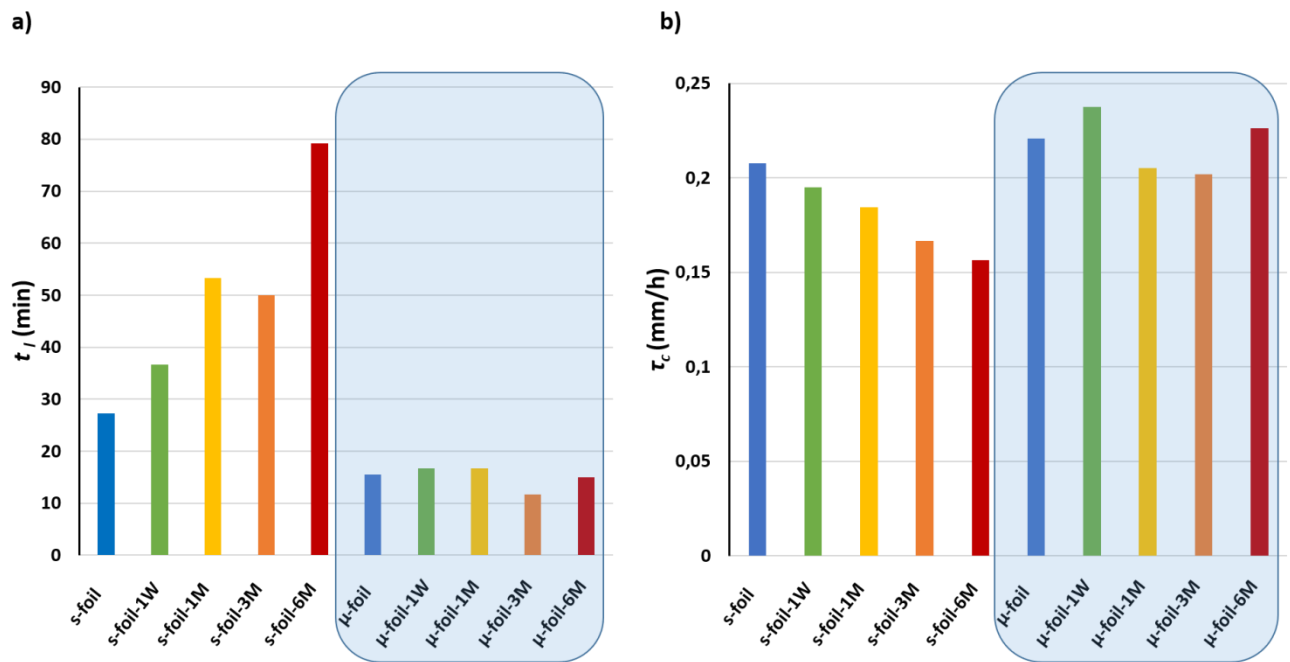 a)
90
80
70
60
50
40
30
20
10
0
t l (min)
s-foil
s-foil-1W
s-foil-1M
s-foil-3M
s-foil-6M
μ-foil
μ-foil-1W
μ-foil-1M
μ-foil-3M
μ-foil-6M
b)
0,25
0,2
0,15
0,1
0,05
0
τc (mm/h)
s-foil
s-foil-1W
s-foil-1M
s-foil-3M
s-foil-6M
μ-foil
μ-foil-1W
μ-foil-1M
μ-foil-3M
μ-foil-6M